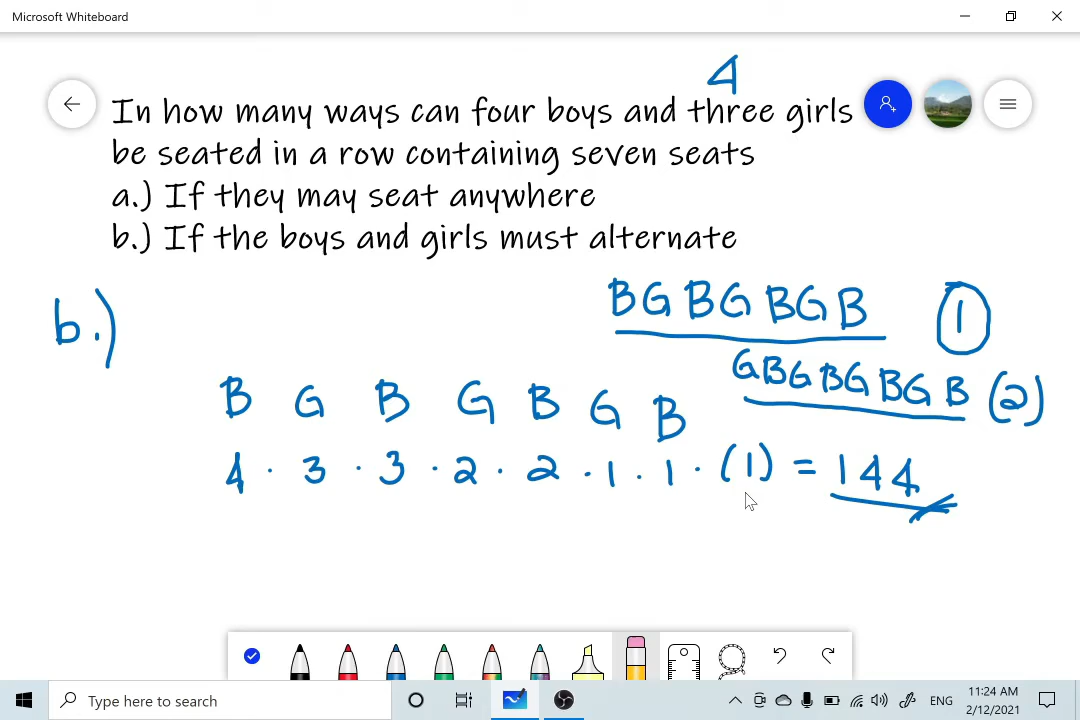 Microsoft Whiteboard
4
In how many ways can four boys and three girls
be seated in a row containing seven seats
a.) If they may seat anywhere
b.) If the boys and girls must alternate
b.)
BGBGBGB 1
GBGBGBGB (2)
B G B G B G B
4 · 3 · 3 · 2 · 2 · 1 · 1 · (1) = 144
Type here to search
ENG
11:24 AM
2/12/2021